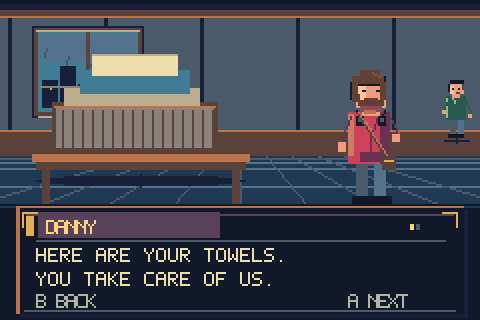 DANNY
HERE ARE YOUR TOWELS.
YOU TAKE CARE OF US.
B BACK
A NEXT